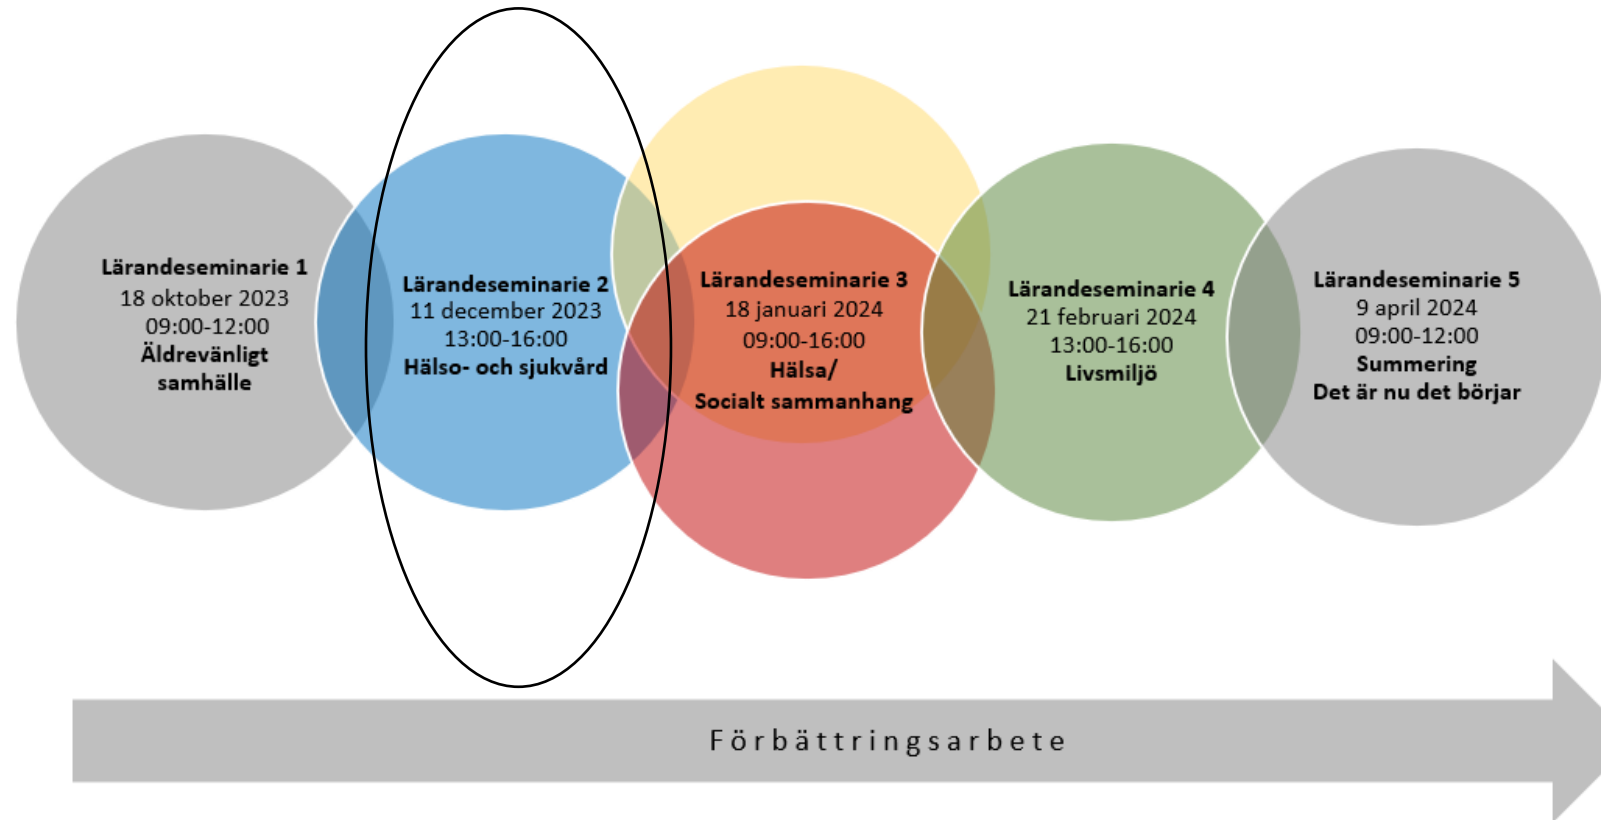 Lärandeseminarie 1
18 oktober 2023
09:00-12:00
Äldrevänligt
samhälle
Lärandeseminarie 2
11 december 2023
13:00-16:00
Hälso- och sjukvård
Lärandeseminarie 3
18 januari 2024
09:00-16:00
Hälsa/
Socialt sammanhang
Lärandeseminarie 4
21 februari 2024
13:00-16:00
Livsmiljö
Lärandeseminarie 5
9 april 2024
09:00-12:00
Summering
Det är nu det börjar
Förbättringsarbete